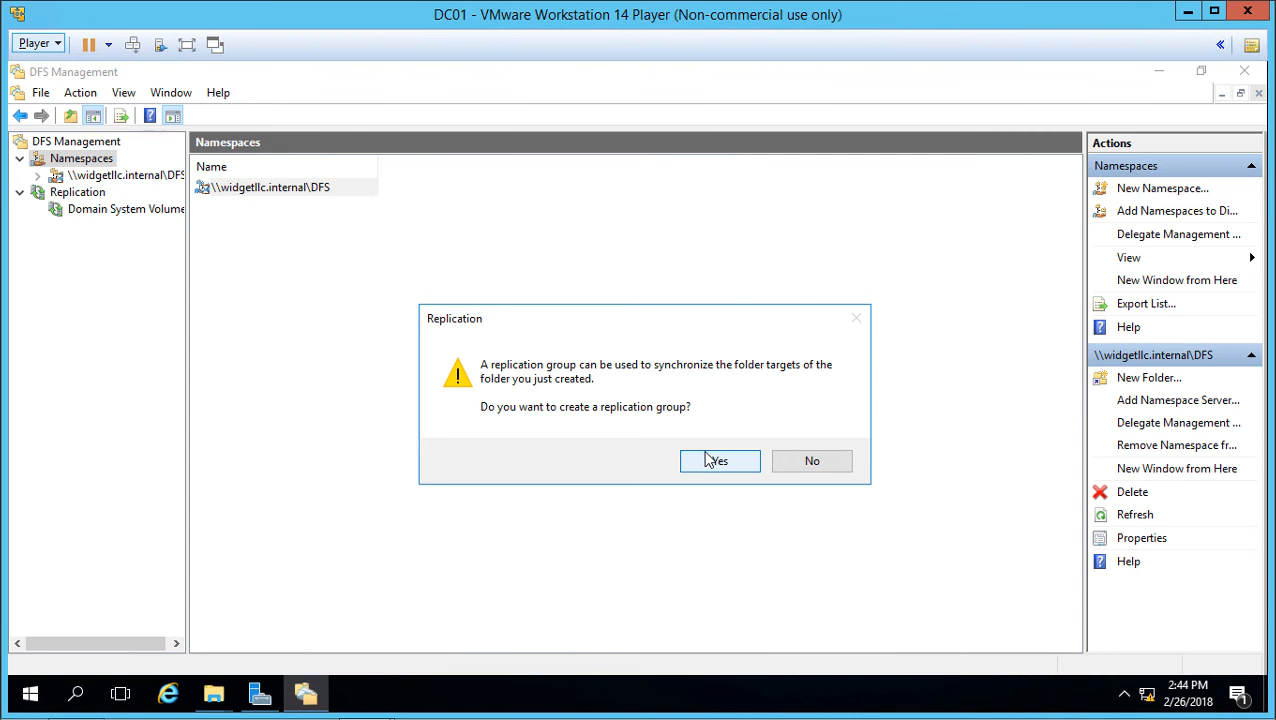 DC01 - VMware Workstation 14 Player (Non-commercial use only)
Player
DFS Management
File Action View Window Help
DFS Management
Namespaces
\\widgetllc.internal\DFS
Replication
Domain System Volume
Namespaces
Name
\\widgetllc.internal\DFS
Replication
A replication group can be used to synchronize the folder targets of the
folder you just created.
Do you want to create a replication group?
Yes No
Actions
Namespaces
New Namespace...
Add Namespaces to Di...
Delegate Management ...
View
New Window from Here
Export List...
Help
\\widgetllc.internal\DFS
New Folder...
Add Namespace Server...
Delegate Management ...
Remove Namespace fr...
New Window from Here
Delete
Refresh
Properties
Help
2:44 PM
2/26/2018
1